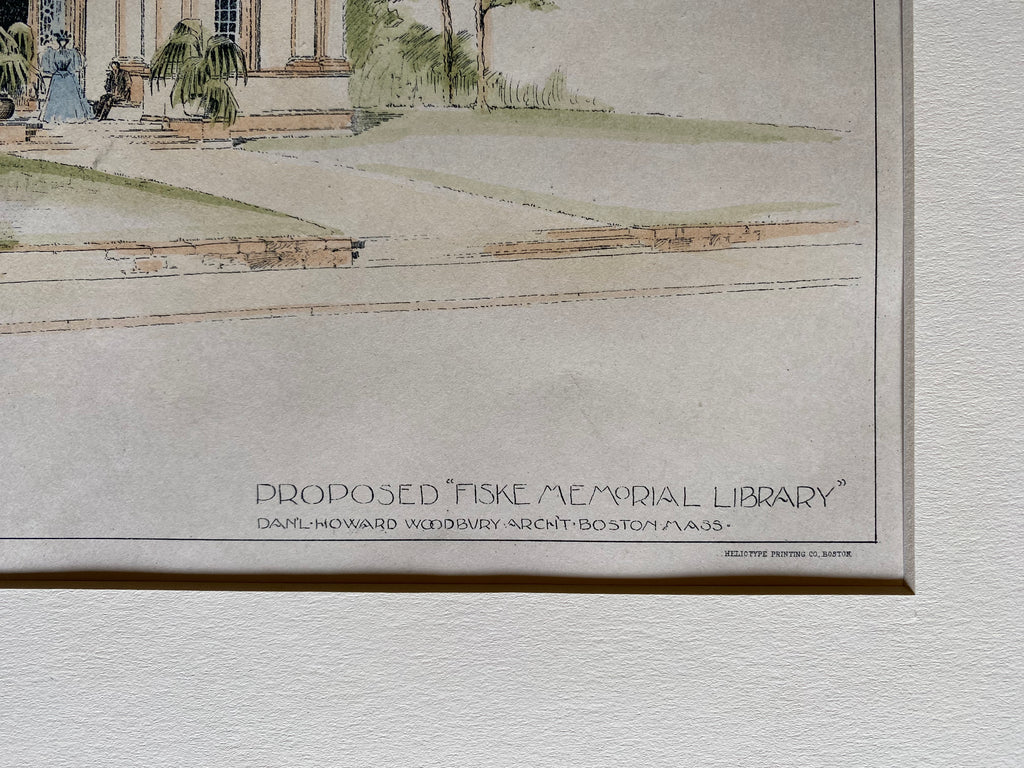 PROPOSED "FISKE MEMORIAL LIBRARY"
DAN'L·HOWARD WOODBURY·ARCH'T·BOSTON·MASS·
HELIOTYPE PRINTING CO, BOSTON